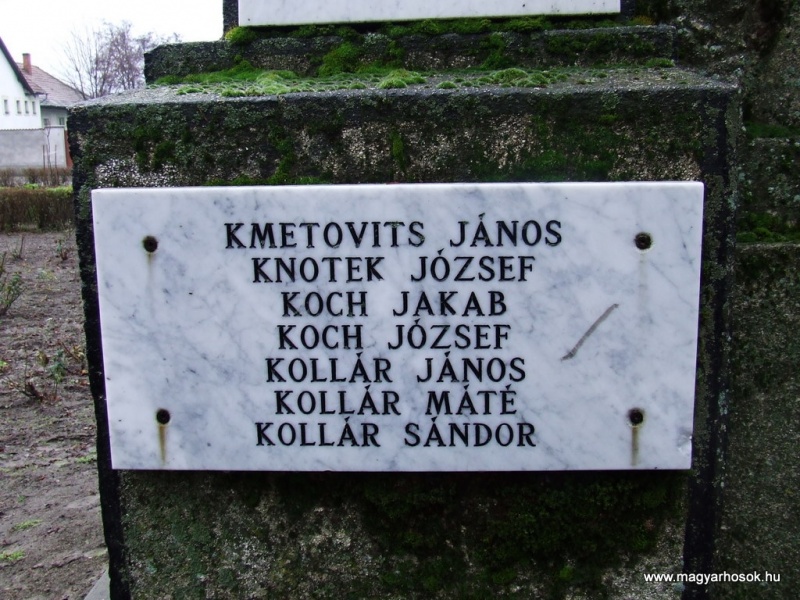 KMETOVITS JÁNOS
KNOTEK JÓZSEF
KOCH JAKAB
KOCH JÓZSEF
KOLLÁR JÁNOS
KOLLÁR MÁTÉ
KOLLÁR SÁNDOR
www.magyarhosok.hu